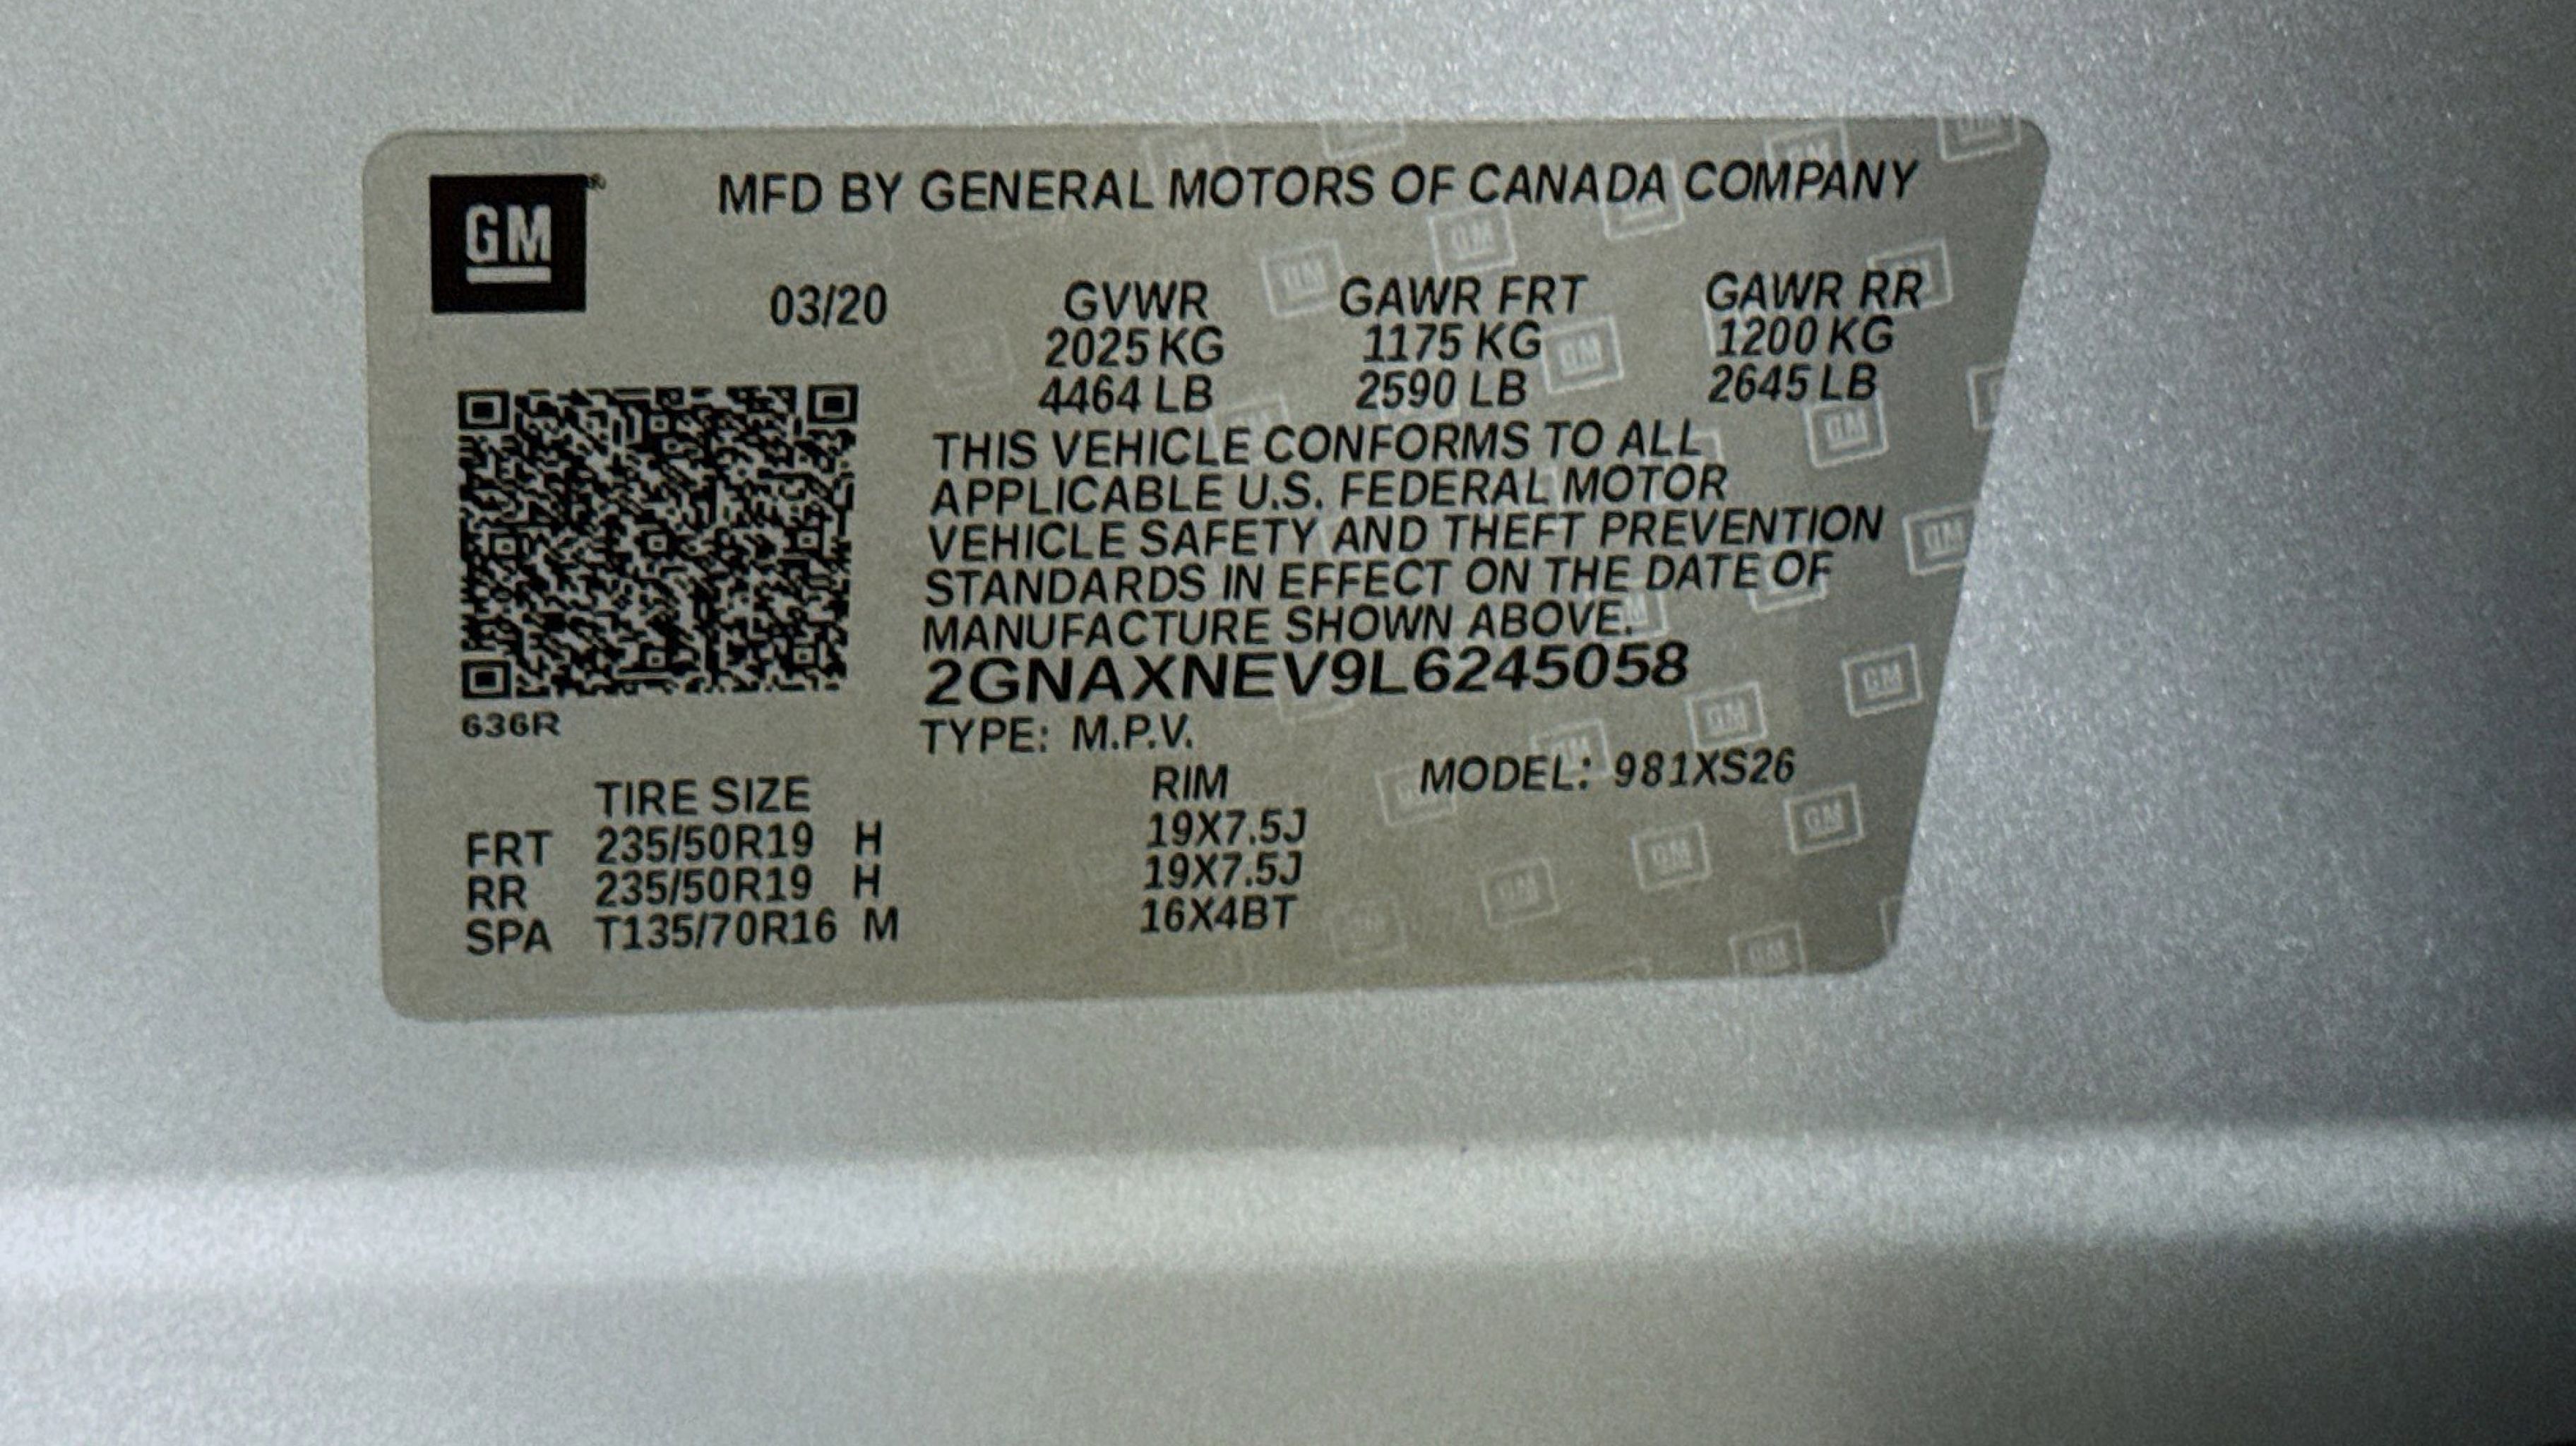 GM
MFD BY GENERAL MOTORS OF CANADA COMPANY
03/20 GVWR GAWR FRT GAWR RR
2025 KG 1175 KG 1200 KG
4464 LB 2590 LB 2645 LB
THIS VEHICLE CONFORMS TO ALL
APPLICABLE U.S. FEDERAL MOTOR
VEHICLE SAFETY AND THEFT PREVENTION
STANDARDS IN EFFECT ON THE DATE OF
MANUFACTURE SHOWN ABOVE.
2GNAXNEV9L6245058
636R
TYPE: M.P.V.
MODEL: 981XS26
TIRE SIZE RIM
FRT 235/50R19 H 19X7.5J
RR 235/50R19 H 19X7.5J
SPA T135/70R16 M 16X4BT